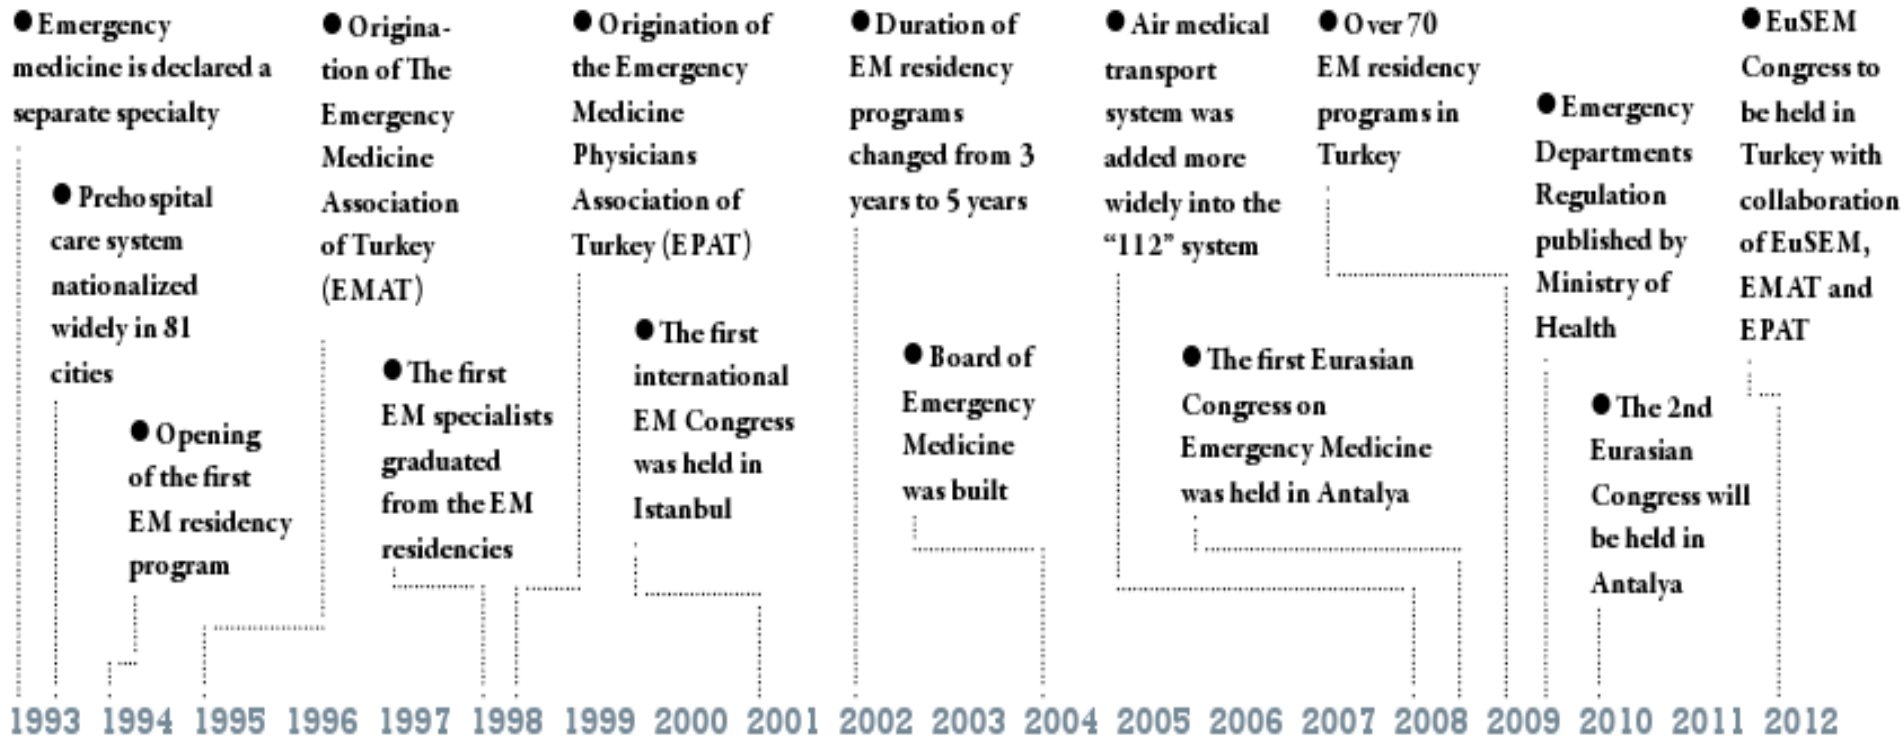 ● Emergency
medicine is declared a
separate specialty
● Prehospital
care system
nationalized
widely in 81
cities
● Opening
of the first
EM residency
program
● Origina-
tion of The
Emergency
Medicine
Association
of Turkey
(EMAT)
● The first
EM specialists
graduated
from the EM
residencies
● Origination of
the Emergency
Medicine
Physicians
Association of
Turkey (EPAT)
● The first
international
EM Congress
was held in
Istanbul
● Duration of
EM residency
programs
changed from 3
years to 5 years
● Board of
Emergency
Medicine
was built
● Air medical
transport
system was
added more
widely into the
“112” system
● The first Eurasian
Congress on
Emergency Medicine
was held in Antalya
● Over 70
EM residency
programs in
Turkey
● Emergency
Departments
Regulation
published by
Ministry of
Health
● The 2nd
Eurasian
Congress will
be held in
Antalya
● EuSEM
Congress to
be held in
Turkey with
collaboration
of EuSEM,
EMAT and
EPAT
1993 1994 1995 1996 1997 1998 1999 2000 2001 2002 2003 2004 2005 2006 2007 2008 2009 2010 2011 2012